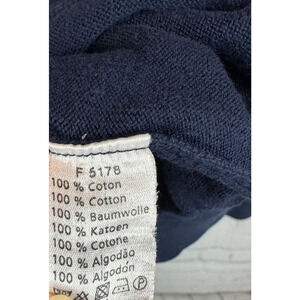 F 5178
100 % Coton
100 % Cotton
100 % Baumwolle
100 % Katoen
100 % Cotone
100 % Algodão
100 % Algodón